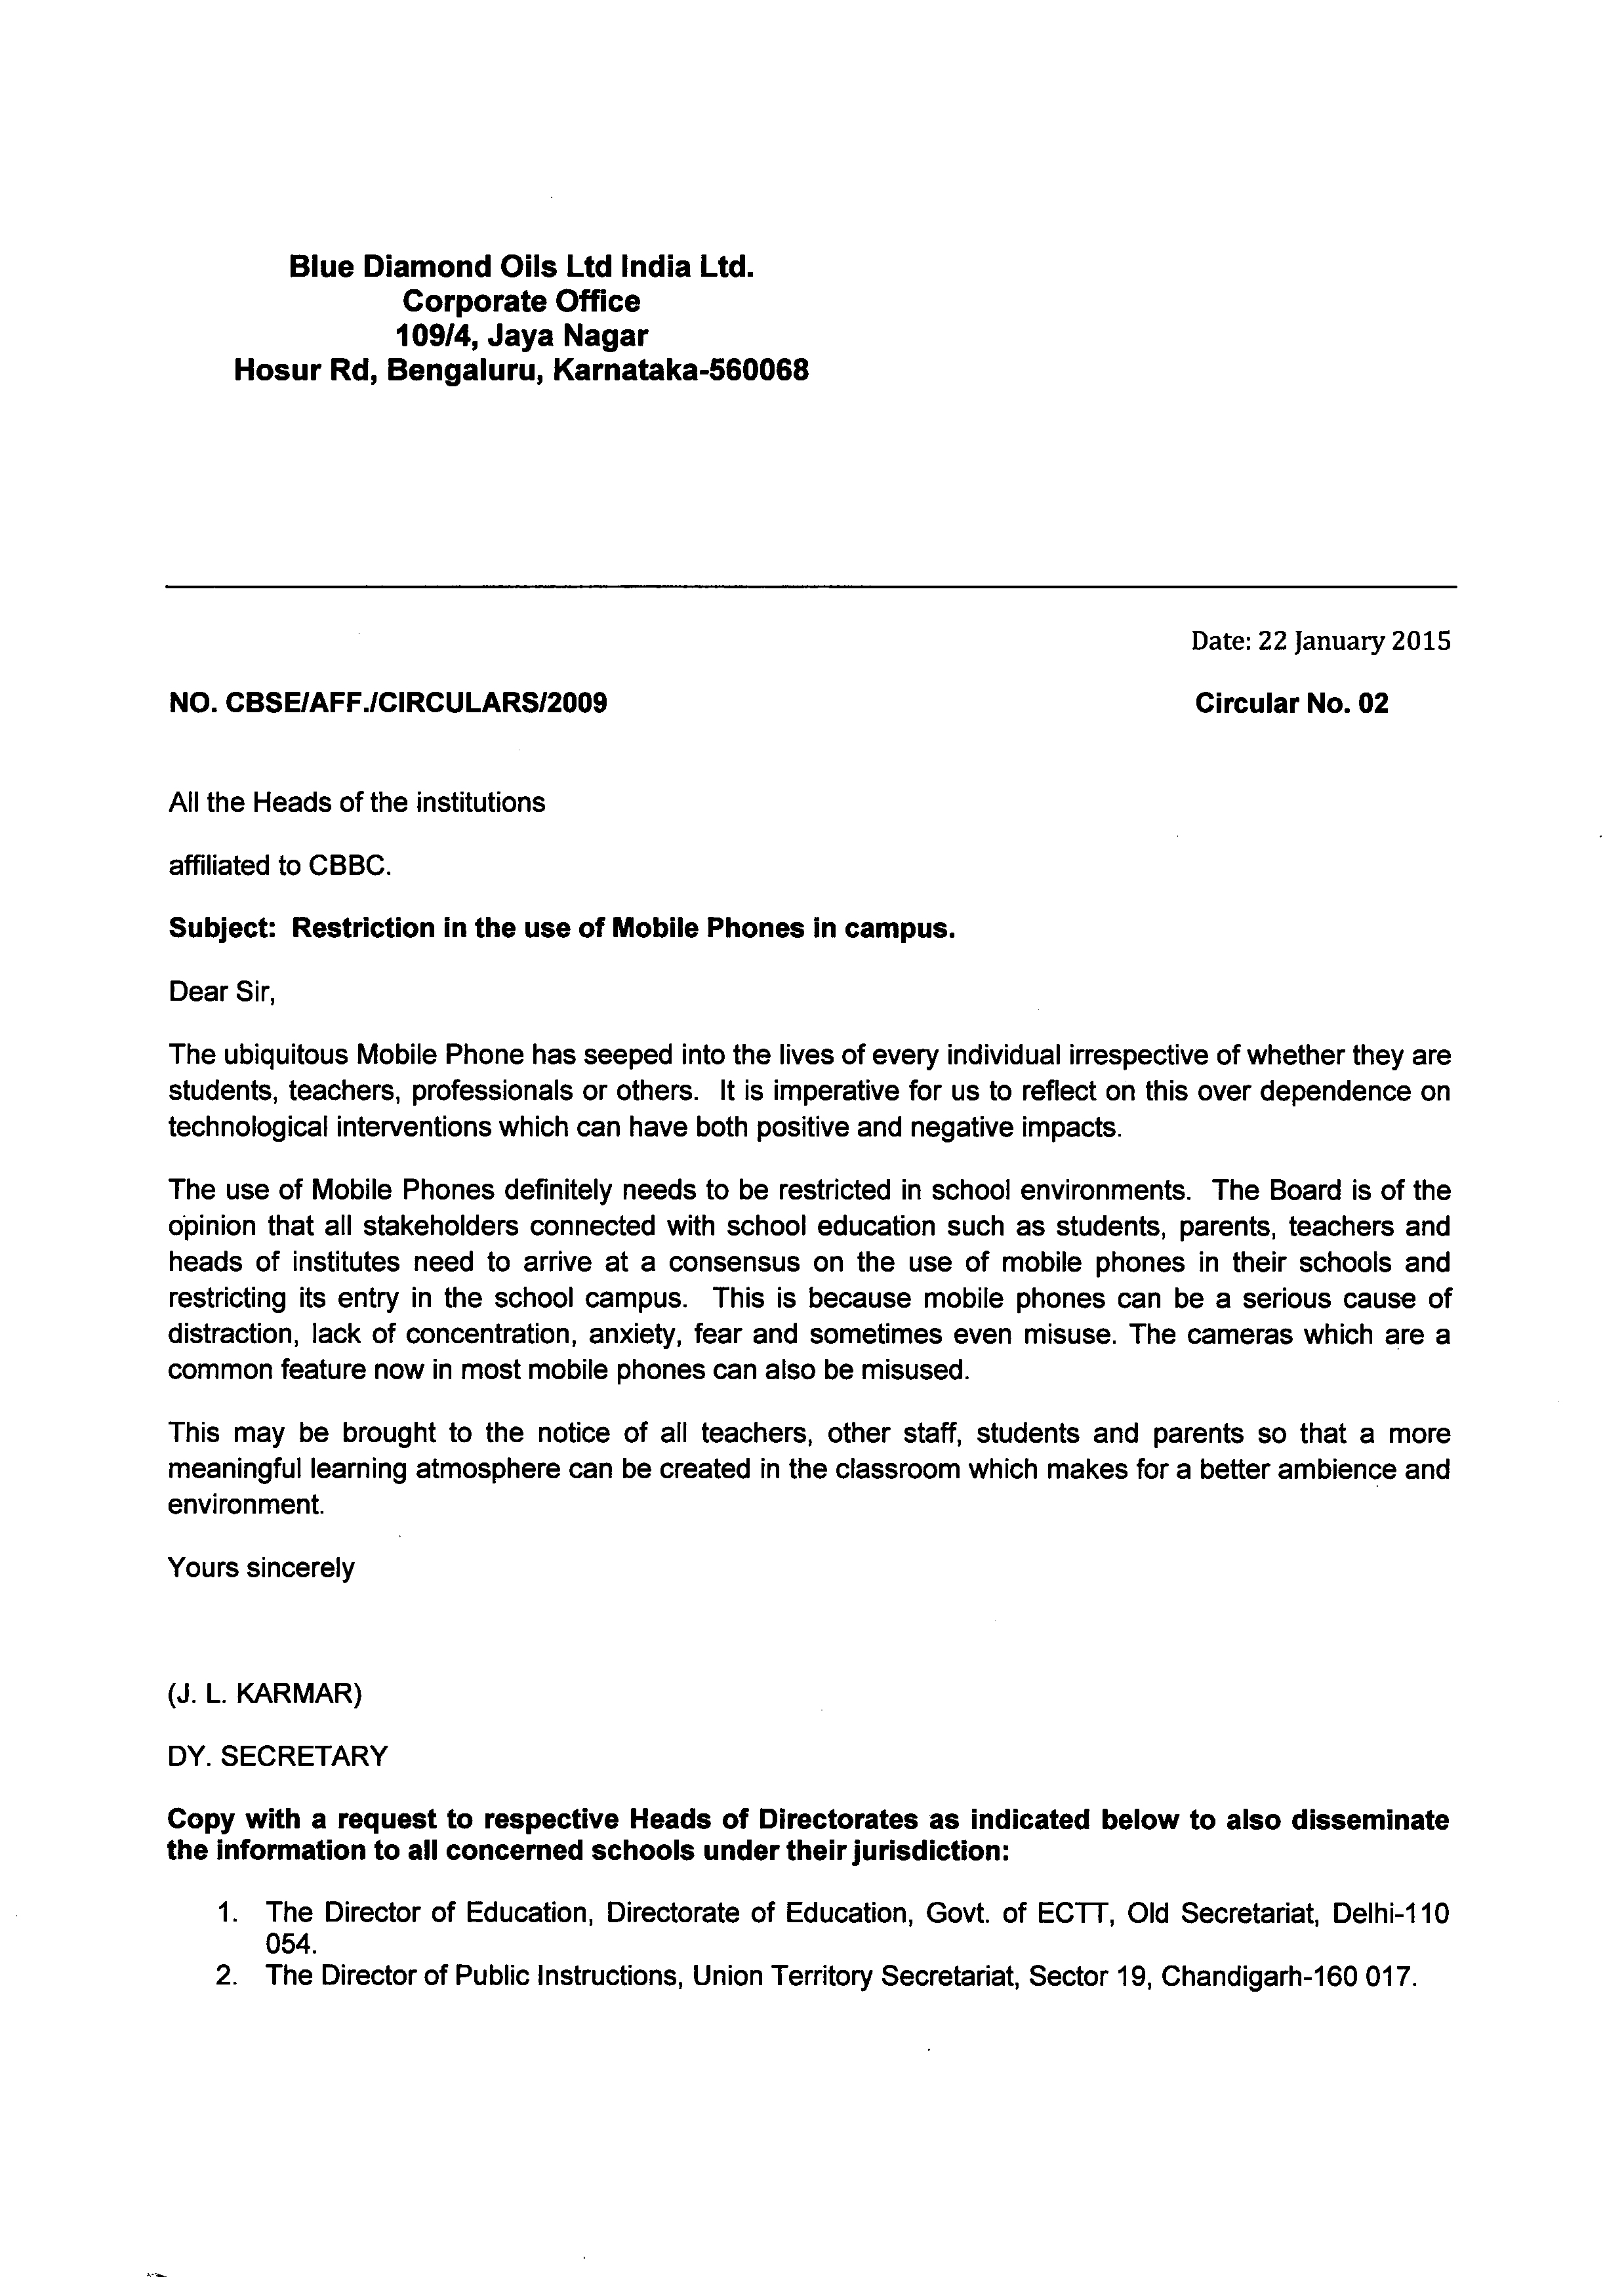 Blue Diamond Oils Ltd India Ltd.
Corporate Office
109/4, Jaya Nagar
Hosur Rd, Bengaluru, Karnataka-560068
Date: 22 January 2015
NO. CBSE/AFF./CIRCULARS/2009 Circular No. 02
All the Heads of the institutions
affiliated to CBBC.
Subject: Restriction in the use of Mobile Phones in campus.
Dear Sir,
The ubiquitous Mobile Phone has seeped into the lives of every individual irrespective of whether they are
students, teachers, professionals or others. It is imperative for us to reflect on this over dependence on
technological interventions which can have both positive and negative impacts.
The use of Mobile Phones definitely needs to be restricted in school environments. The Board is of the
opinion that all stakeholders connected with school education such as students, parents, teachers and
heads of institutes need to arrive at a consensus on the use of mobile phones in their schools and
restricting its entry in the school campus. This is because mobile phones can be a serious cause of
distraction, lack of concentration, anxiety, fear and sometimes even misuse. The cameras which are a
common feature now in most mobile phones can also be misused.
This may be brought to the notice of all teachers, other staff, students and parents so that a more
meaningful learning atmosphere can be created in the classroom which makes for a better ambience and
environment.
Yours sincerely
(J. L. KARMAR)
DY. SECRETARY
Copy with a request to respective Heads of Directorates as indicated below to also disseminate
the information to all concerned schools under their jurisdiction:
1. The Director of Education, Directorate of Education, Govt. of ECTT, Old Secretariat, Delhi-110
054.
2. The Director of Public Instructions, Union Territory Secretariat, Sector 19, Chandigarh-160 017.